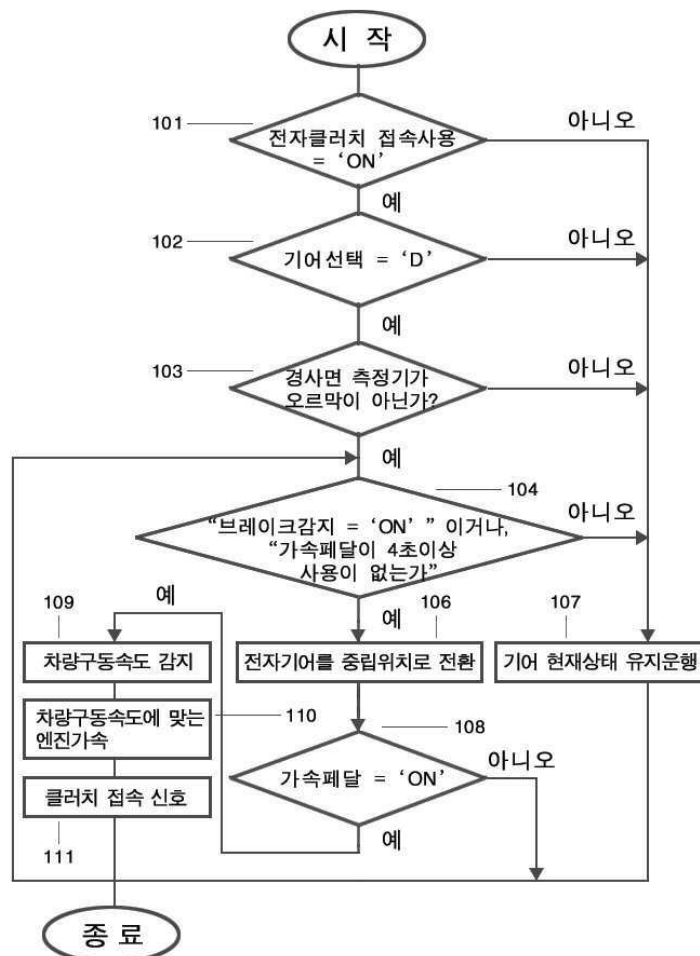 시 작
101
전자클러치 접속사용
= ‘ON’
아니오
예
102
기어선택 = ‘D’
아니오
예
103
경사면 측정기가
오르막이 아닌가?
아니오
예
104
“브레이크감지 = ‘ON’ ” 이거나,
“가속페달이 4초이상
사용이 없는가”
아니오
예
109
예
106
107
차량구동속도 감지
전자기어를 중립위치로 전환
기어 현재상태 유지운행
차량구동속도에 맞는
엔진가속
110
108
가속페달 = ‘ON’
아니오
예
클러치 접속 신호
111
종 료